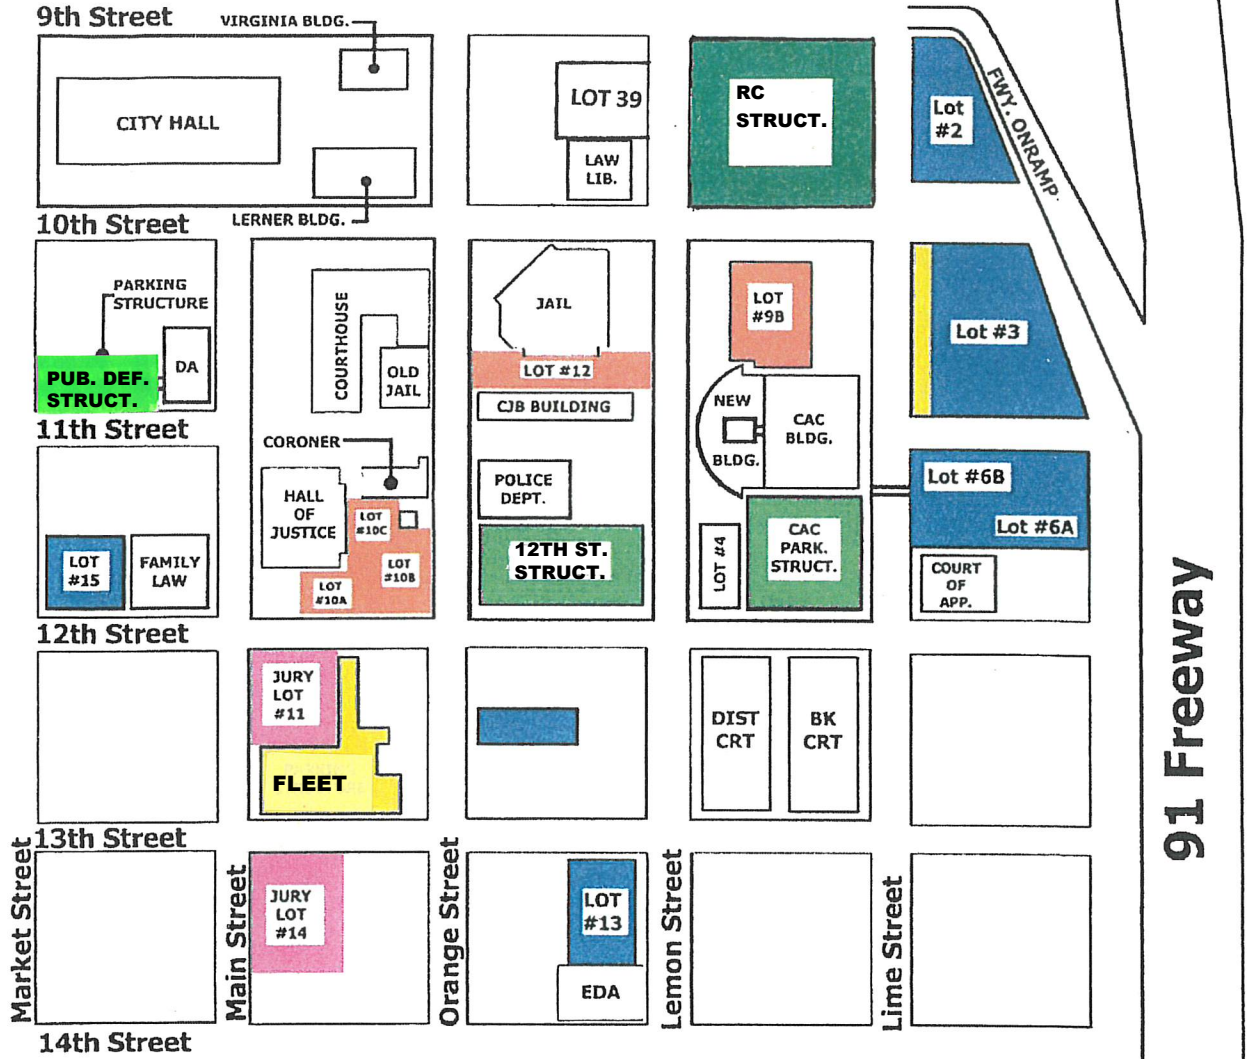 9th Street
VIRGINIA BLDG.
CITY HALL
LOT 39
LAW
LIB.
RC
STRUCT.
Lot
#2
FWY. ONRAMP
LERNER BLDG.
10th Street
PARKING
STRUCTURE
DA
PUB. DEF.
STRUCT.
COURTHOUSE
OLD
JAIL
JAIL
LOT #12
CJB BUILDING
LOT
#9B
NEW
BLDG.
CAC
BLDG.
Lot #3
11th Street
CORONER
HALL
OF
JUSTICE
LOT
#10C
LOT
#10B
LOT
#10A
POLICE
DEPT.
12TH ST.
STRUCT.
LOT #4
CAC
PARK.
STRUCT.
Lot #6B
Lot #6A
COURT
OF
APP.
LOT
#15
FAMILY
LAW
12th Street
JURY
LOT
#11
FLEET
DIST
CRT
BK
CRT
91 Freeway
13th Street
Market Street
Main Street
JURY
LOT
#14
Orange Street
LOT
#13
EDA
Lemon Street
Lime Street
14th Street